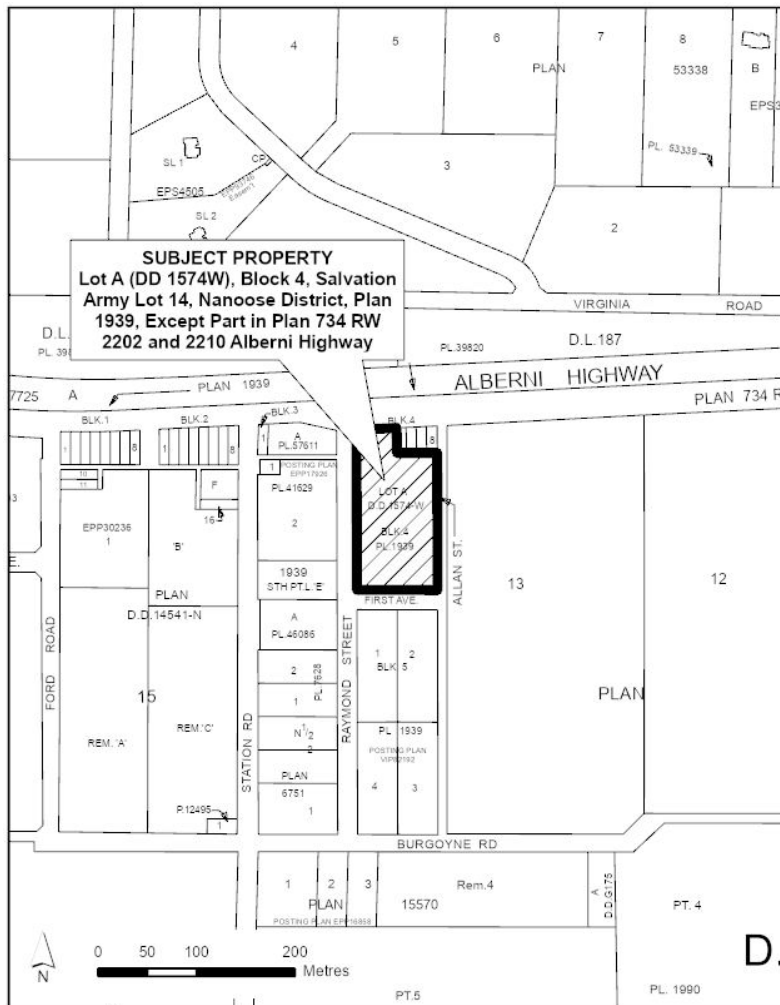 4
5
6
7
8
B
PLAN
53338
EPS3
PL. 53339
3
SL 1
CP
EPS4505
SL 2
2
SUBJECT PROPERTY
Lot A (DD 1574W), Block 4, Salvation
Army Lot 14, Nanoose District, Plan
1939, Except Part in Plan 734 RW
2202 and 2210 Alberni Highway
VIRGINIA ROAD
D.L.
PL. 39820
D.L.187
ALBERNI HIGHWAY
7725 A
PLAN 1939
PLAN 734 R
BLK.1
BLK.2
BLK.3
BLK.4
1
8
1
8
1
A
PL.57611
8
10
11
F
1
POSTING PLAN
EPP17926
PL.41629
LOT A
D.D.1574-W
BLK.4
PL.1939
16
EPP30236
1
'B'
2
E.
PLAN
D.D.14541-N
1939
STH PT.L 'E'
FIRST AVE.
ALLAN ST.
13
12
A
PL.46086
1
2
BLK 5
FORD ROAD
15
REM.'A'
REM.'C'
STATION RD
2
1
PL.7628
RAYMOND STREET
PLAN
N 1/2
2
PL 1939
POSTING PLAN
VIP82192
PLAN
6751
1
4
3
P.12495
1
BURGOYNE RD
1
2
3
Rem.4
PLAN
15570
POSTING PLAN EPP16868
A
D.D.G175
PT. 4
N
0 50 100 200
Metres
D.
PT.5
PL. 1990